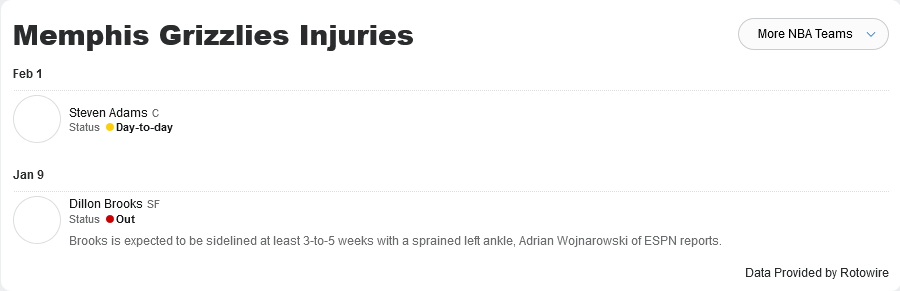 Memphis Grizzlies Injuries
More NBA Teams
Feb 1
Steven Adams C
Status Day-to-day
Jan 9
Dillon Brooks SF
Status Out
Brooks is expected to be sidelined at least 3-to-5 weeks with a sprained left ankle, Adrian Wojnarowski of ESPN reports.
Data Provided by Rotowire